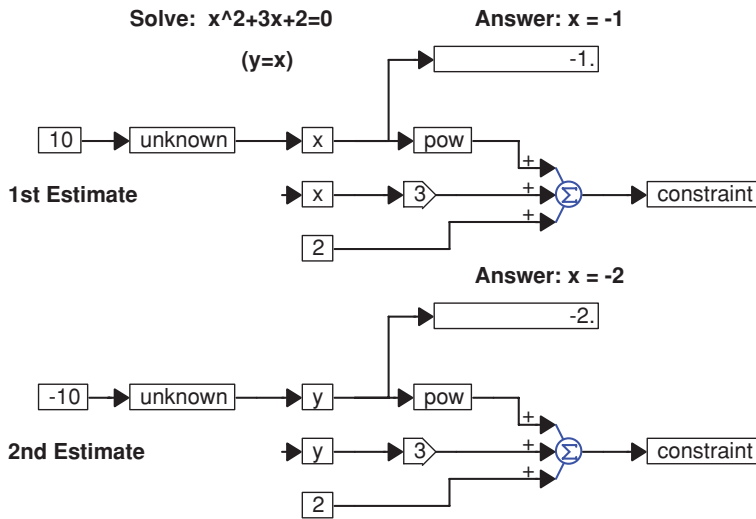 Solve: x^2+3x+2=0
Answer: x = -1
(y=x)
-1.
10 unknown x pow
+
1st Estimate x 3 + Σ constraint
+
2
Answer: x = -2
-2.
-10 unknown y pow
+
2nd Estimate y 3 + Σ constraint
+
2